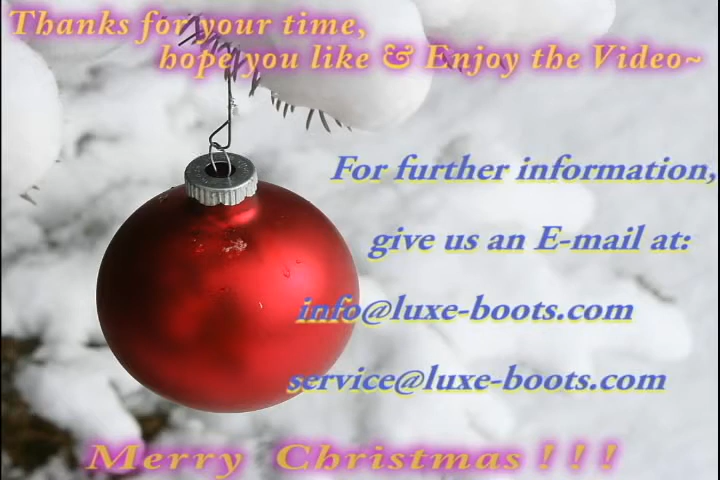 Thanks for your time,
hope you like & Enjoy the Video~
For further information,
give us an E-mail at:
info@luxe-boots.com
service@luxe-boots.com
Merry Christmas ! ! !